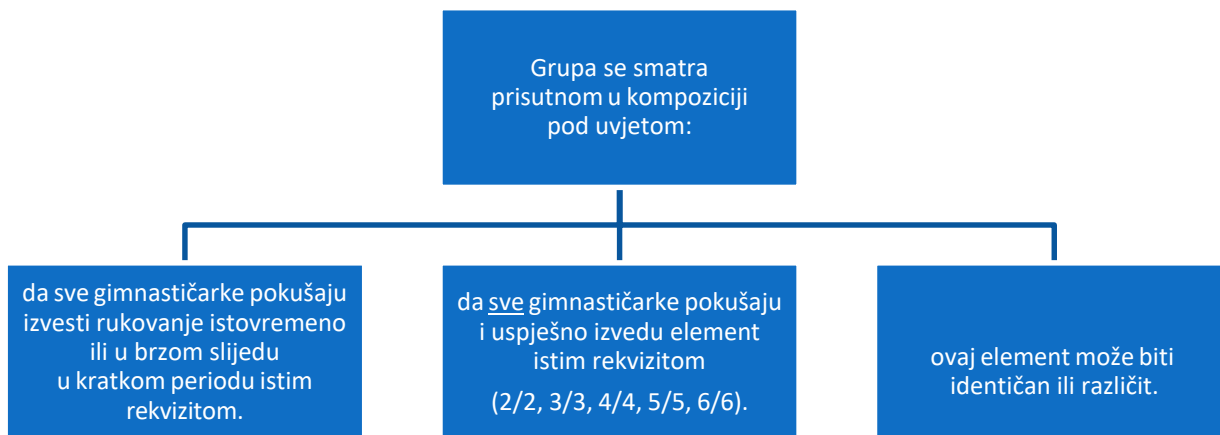 Grupa se smatra
prisutnom u kompoziciji
pod uvjetom:
da sve gimnastičarke pokušaju
izvesti rukovanje istovremeno
ili u brzom slijedu
u kratkom periodu istim
rekvizitom.
da sve gimnastičarke pokušaju
i uspješno izvedu element
istim rekvizitom
(2/2, 3/3, 4/4, 5/5, 6/6).
ovaj element može biti
identičan ili različit.